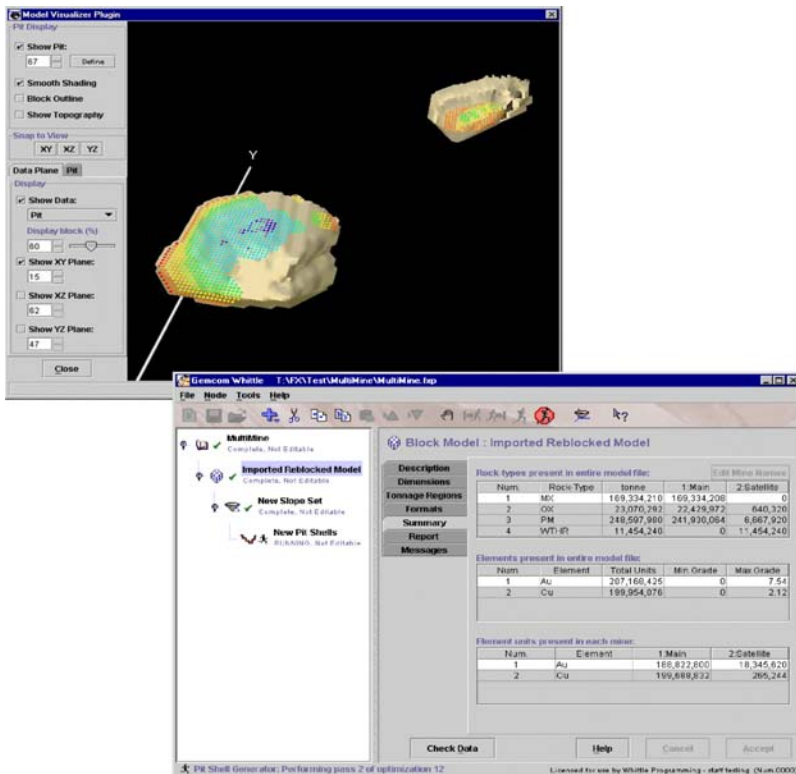 Model Visualizer Plugin
Pit Display
Show Pit:
67 Define
Smooth Shading
Block Outline
Show Topography
Snap to View
XY XZ YZ
Data Plane Pit
Display
Show Data:
Pit
Display block (%)
60
Show XY Plane:
15
Show XZ Plane:
62
Show YZ Plane:
47
Close
Y
Gemcom Whittle T:\FX\Test\MultiMine\MultiMine.fxp
File Node Tools Help
MultiMine
Complete, Not Editable
Imported Reblocked Model
Complete, Not Editable
New Slope Set
Complete, Not Editable
New Pit Shells
RUNNING, Not Editable
Block Model : Imported Reblocked Model
Description
Dimensions
Tonnage Regions
Formats
Summary
Report
Messages
Rock types present in entire model file: Edit Mine Names
Num. Rock Type tonne 1:Main 2:Satellite
1 MX 169,334,210 169,334,208 0
2 OX 23,070,292 22,429,972 640,320
3 PM 248,597,980 241,930,064 6,667,920
4 WTHR 11,454,240 0 11,454,240
Elements present in entire model file:
Num. Element Total Units Min Grade Max Grade
1 Au 207,168,425 0 7.54
2 Cu 199,954,076 0 2.12
Element units present in each mine:
Num. Element 1:Main 2:Satellite
1 Au 188,822,800 18,345,620
2 Cu 199,688,832 265,244
Check Data Help Cancel Accept
Pit Shell Generator: Performing pass 2 of optimization 12
Licensed for use by Whittle Programming - staff testing (Num.0000)